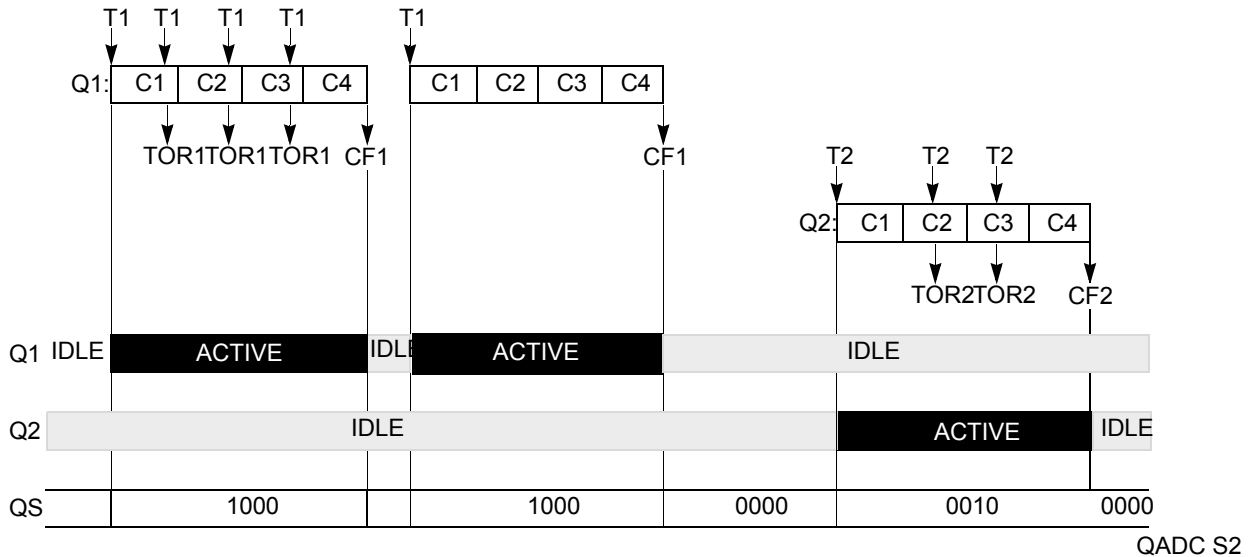 T1 T1 T1 T1 T1
Q1: C1 C2 C3 C4 C1 C2 C3 C4
TOR1 TOR1 TOR1 CF1 CF1
T2 T2 T2
Q2: C1 C2 C3 C4
TOR2 TOR2 CF2
Q1 IDLE ACTIVE IDLE ACTIVE IDLE
Q2 IDLE ACTIVE IDLE
QS 1000 1000 0000 0010 0000
QADC S2